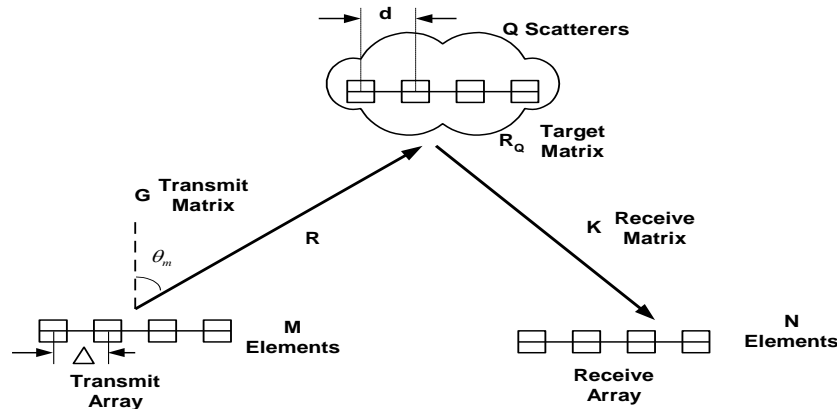 d
Q Scatterers
R_Q Target
Matrix
G Transmit
Matrix
θ_m
R
K Receive
Matrix
M
Elements
N
Elements
Δ
Transmit
Array
Receive
Array